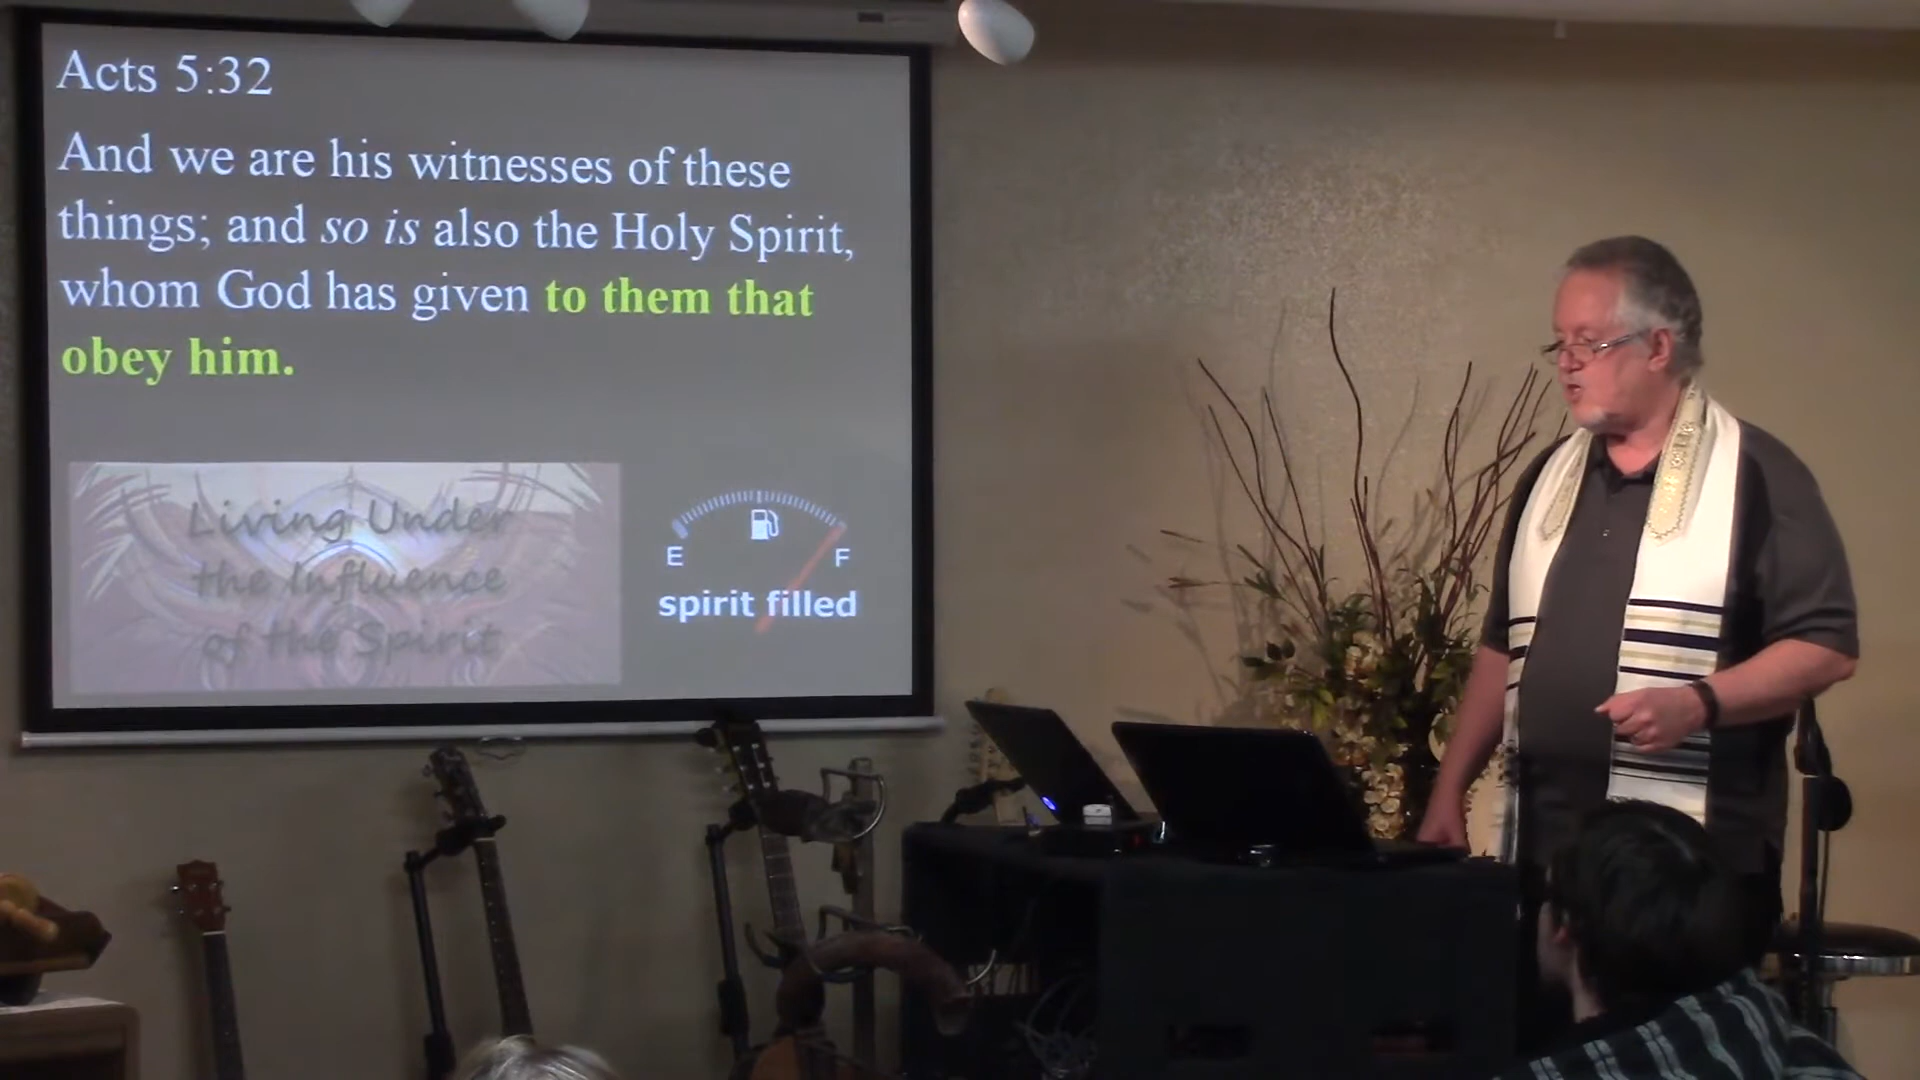 Acts 5:32
And we are his witnesses of these
things; and so is also the Holy Spirit,
whom God has given to them that
obey him.
Living Under
the Influence
of the Spirit
E F
spirit filled